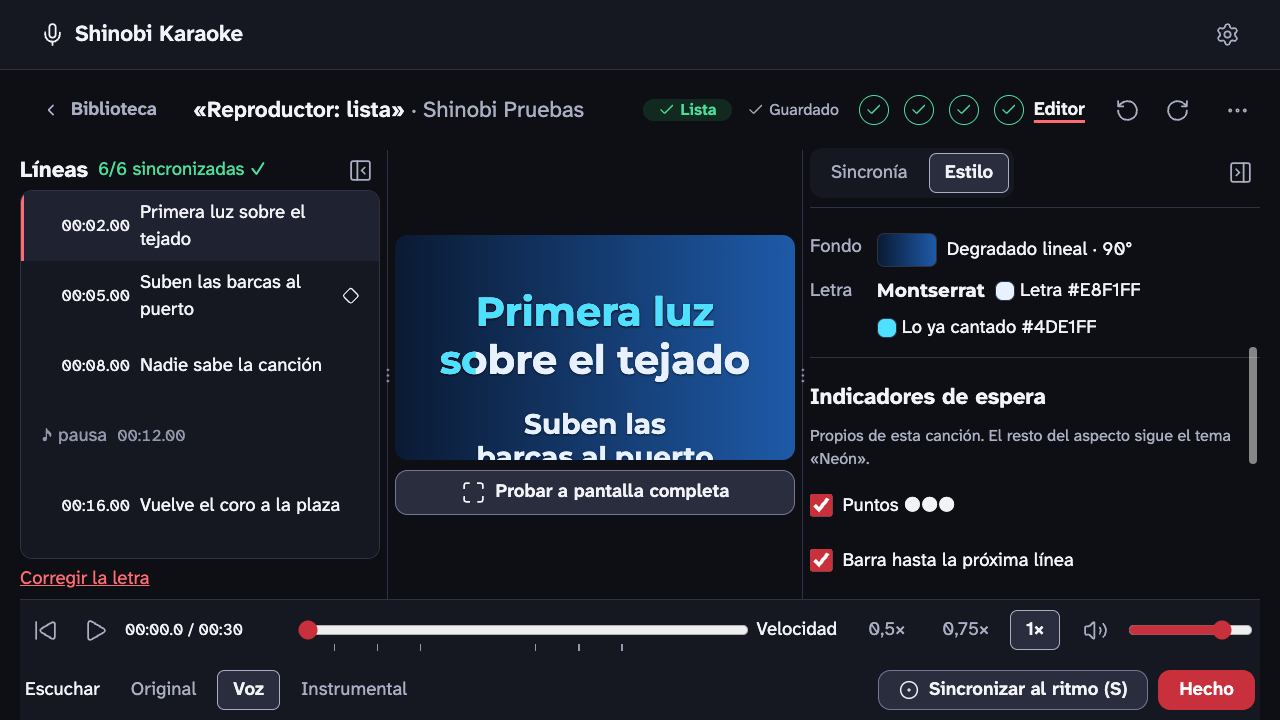 Shinobi Karaoke
Biblioteca
«Reproductor: lista» · Shinobi Pruebas
Lista
Guardado
Editor
Líneas 6/6 sincronizadas
00:02.00 Primera luz sobre el
tejado
00:05.00 Suben las barcas al
puerto
00:08.00 Nadie sabe la canción
♪ pausa 00:12.00
00:16.00 Vuelve el coro a la plaza
Corregir la letra
Primera luz
sobre el tejado
Suben las
barcas al puerto
Probar a pantalla completa
Sincronía
Estilo
Fondo Degradado lineal · 90°
Letra Montserrat Letra #E8F1FF
Lo ya cantado #4DE1FF
Indicadores de espera
Propios de esta canción. El resto del aspecto sigue el tema
«Neón».
Puntos
Barra hasta la próxima línea
00:00.0 / 00:30
Velocidad 0,5× 0,75× 1×
Escuchar Original Voz Instrumental
Sincronizar al ritmo (S)
Hecho